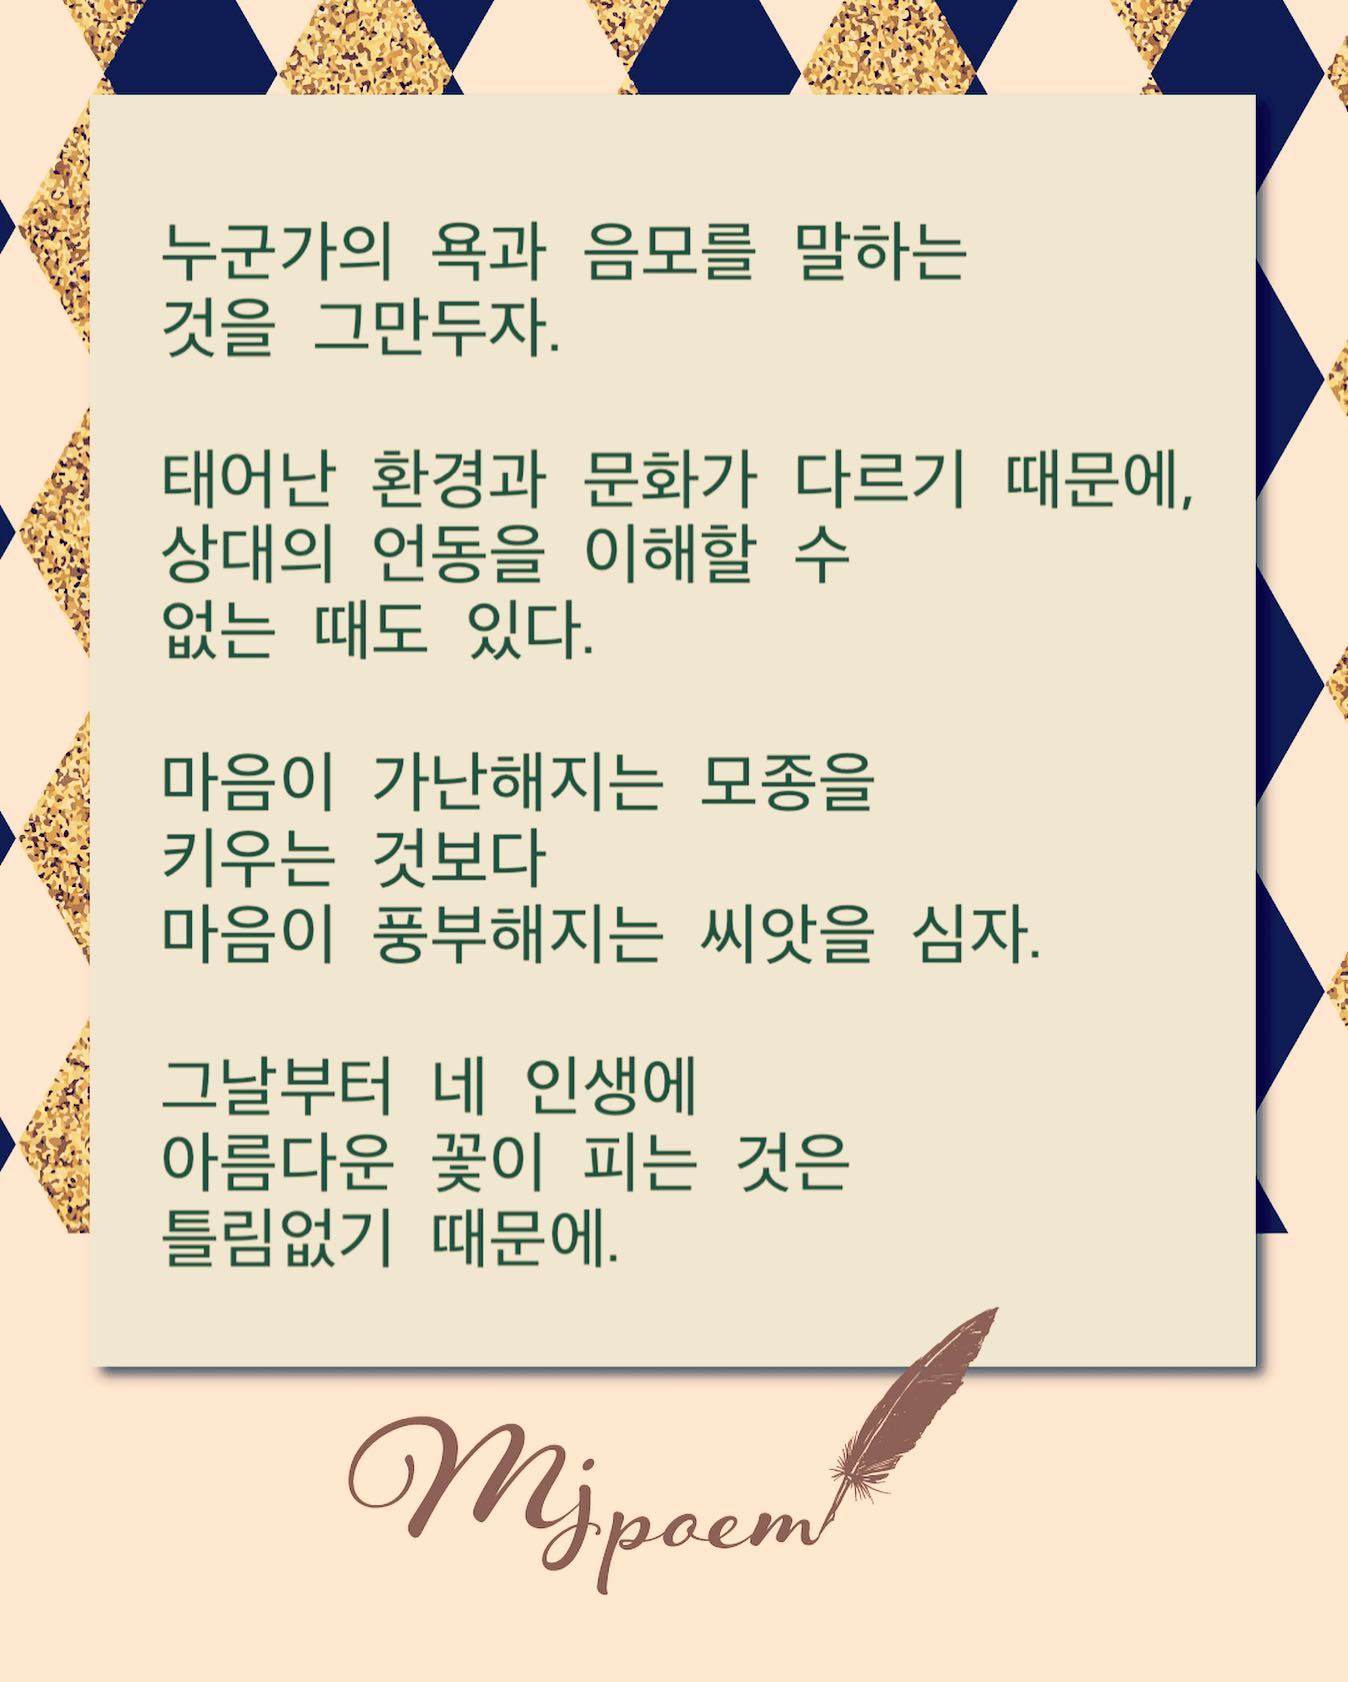 누군가의 욕과 음모를 말하는
것을 그만두자.
태어난 환경과 문화가 다르기 때문에,
상대의 언동을 이해할 수
없는 때도 있다.
마음이 가난해지는 모종을
키우는 것보다
마음이 풍부해지는 씨앗을 심자.
그날부터 네 인생에
아름다운 꽃이 피는 것은
틀림없기 때문에.
Mjpoem